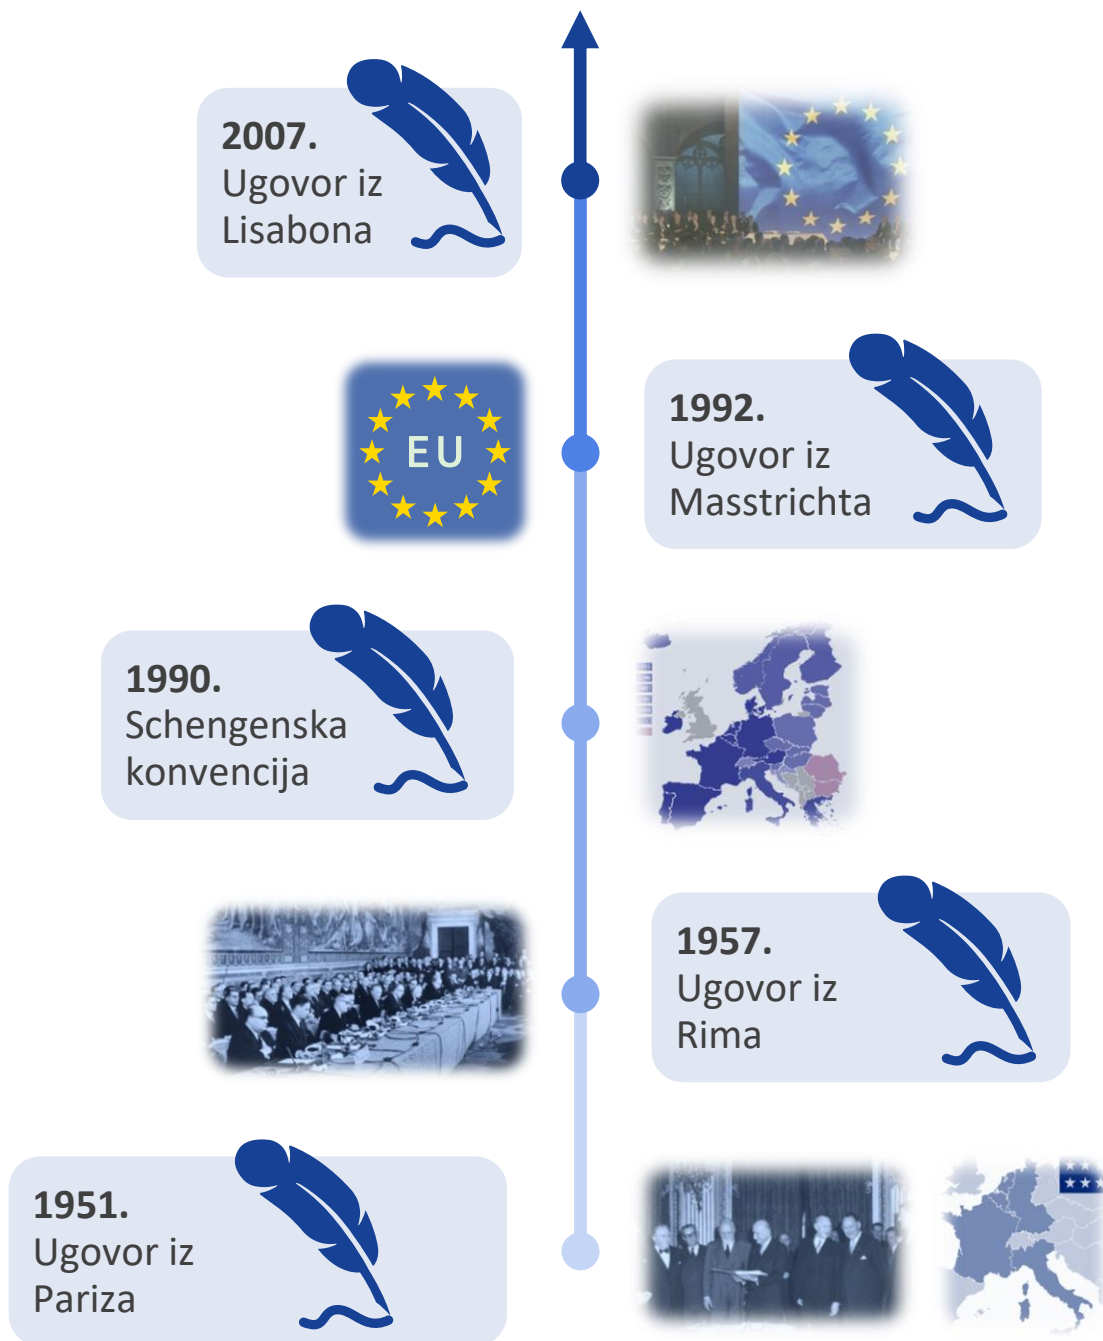 2007.
Ugovor iz
Lisabona
EU
1992.
Ugovor iz
Masstrichta
1990.
Schengenska
konvencija
1957.
Ugovor iz
Rima
1951.
Ugovor iz
Pariza